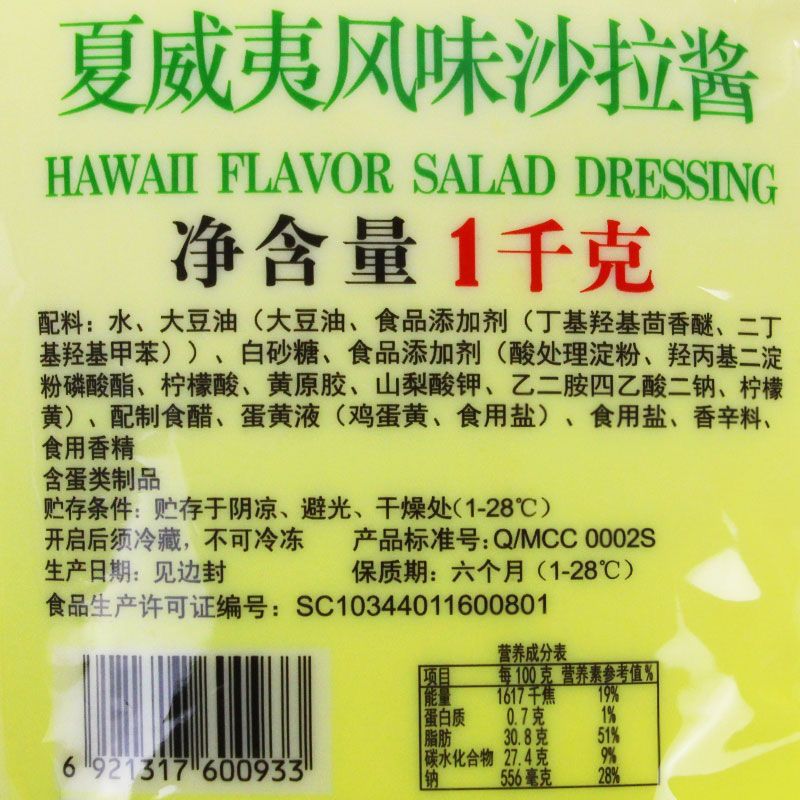 夏威夷风味沙拉酱
HAWAII FLAVOR SALAD DRESSING
净含量 1千克
配料：水、大豆油（大豆油、食品添加剂（丁基羟基茴香醚、二丁
基羟基甲苯））、白砂糖、食品添加剂（酸处理淀粉、羟丙基二淀
粉磷酸酯、柠檬酸、黄原胶、山梨酸钾、乙二胺四乙酸二钠、柠檬
黄）、配制食醋、蛋黄液（鸡蛋黄、食用盐）、食用盐、香辛料、
食用香精
含蛋类制品
贮存条件：贮存于阴凉、避光、干燥处（1-28℃）
开启后须冷藏，不可冷冻 产品标准号：Q/MCC 0002S
生产日期：见边封 保质期：六个月（1-28℃）
食品生产许可证编号：SC10344011600801
营养成分表
项目 每100克 营养素参考值%
能量 1617千焦 19%
蛋白质 0.7克 1%
脂肪 30.8克 51%
碳水化合物 27.4克 9%
钠 556毫克 28%
6 921317 600933